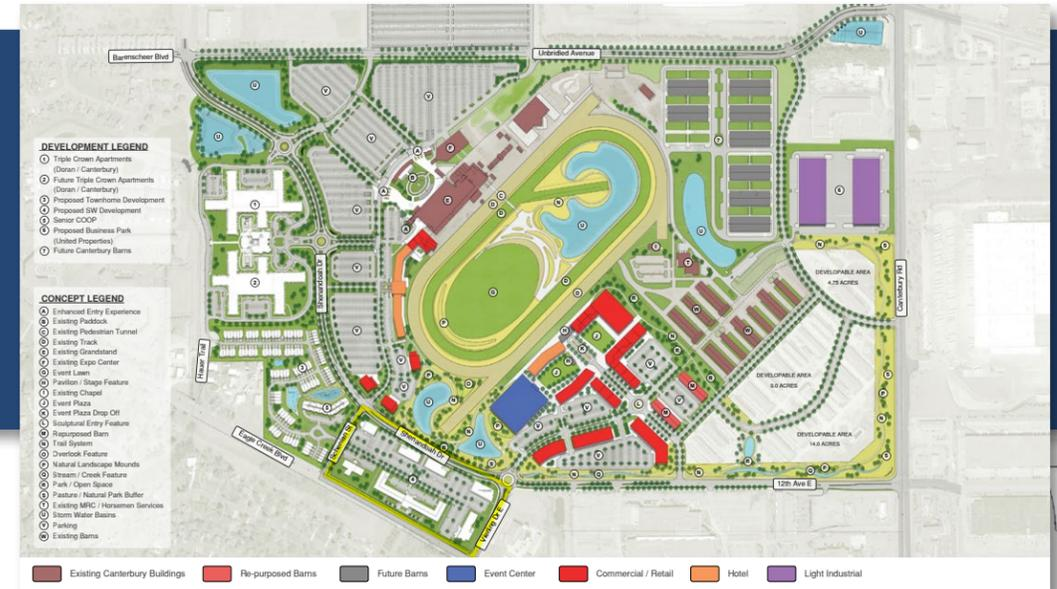 Barenscheer Blvd
Unbridled Avenue
DEVELOPMENT LEGEND
1 Triple Crown Apartments
(Doran / Canterbury)
2 Future Triple Crown Apartments
(Doran / Canterbury)
3 Proposed Townhome Development
4 Proposed SW Development
5 Senior COOP
6 Proposed Business Park
(United Properties)
7 Future Canterbury Barns
CONCEPT LEGEND
A Enhanced Entry Experience
B Existing Paddock
C Existing Pedestrian Tunnel
D Existing Track
E Existing Grandstand
F Existing Expo Center
G Event Lawn
H Pavilion / Stage Feature
I Existing Chapel
J Event Plaza
K Event Plaza Drop Off
L Sculptural Entry Feature
M Repurposed Barn
N Trail System
O Overlook Feature
P Natural Landscape Mounds
Q Stream / Creek Feature
R Park / Open Space
S Pasture / Natural Park Buffer
T Existing MRC / Horsemen Services
U Storm Water Basins
V Parking
W Existing Barns
Shenandoah Dr
Hauer Trail
Eagle Creek Blvd
Shenandoah Dr
12th Ave E
Canterbury Rd
DEVELOPABLE AREA
4.75 ACRES
DEVELOPABLE AREA
9.0 ACRES
DEVELOPABLE AREA
14.0 ACRES
Existing Canterbury Buildings
Re-purposed Barns
Future Barns
Event Center
Commercial / Retail
Hotel
Light Industrial